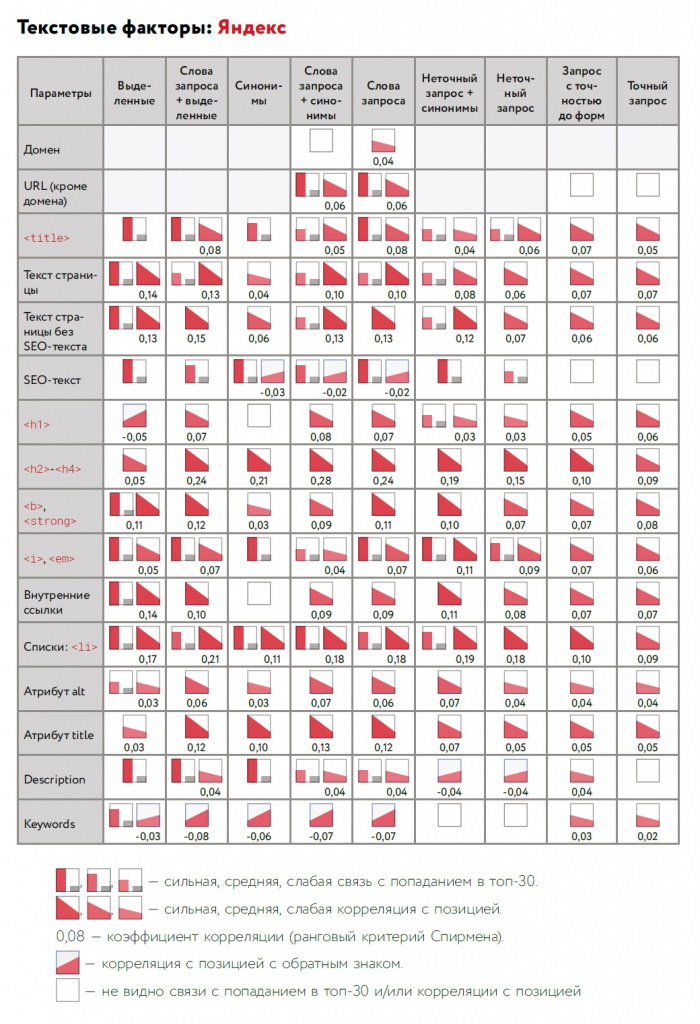 Текстовые факторы: Яндекс
Параметры
Выде-
ленные
Слова
запроса
+ выде-
ленные
Синони-
мы
Слова
запроса
+ сино-
нимы
Слова
запроса
Неточный
запрос +
синонимы
Неточ-
ный
запрос
Запрос
с точ-
ностью
до форм
Точный
запрос
Домен
0,04
URL (кроме
домена)
0,06 0,06
<title>
0,08 0,05 0,08 0,04 0,06 0,07 0,05
Текст страни-
цы
0,14 0,13 0,04 0,10 0,10 0,08 0,06 0,07 0,07
Текст стра-
ницы без
SEO-текста
0,13 0,15 0,06 0,13 0,13 0,12 0,07 0,06 0,06
SEO-текст
-0,03 -0,02 -0,02
<h1>
-0,05 0,07 0,08 0,07 0,03 0,03 0,05 0,06
<h2>-<h4>
0,05 0,24 0,21 0,28 0,24 0,19 0,15 0,10 0,09
<b>,
<strong>
0,11 0,12 0,03 0,09 0,11 0,10 0,07 0,07 0,08
<i>, <em>
0,05 0,07 0,04 0,07 0,11 0,09 0,07 0,06
Внутренние
ссылки
0,14 0,10 0,09 0,09 0,11 0,08 0,07 0,07
Списки: <li>
0,17 0,21 0,11 0,18 0,18 0,19 0,18 0,10 0,09
Атрибут alt
0,03 0,06 0,03 0,07 0,06 0,07 0,04 0,04 0,04
Атрибут title
0,03 0,12 0,10 0,13 0,12 0,07 0,05 0,05 0,05
Description
0,04 0,04 0,04 -0,04 -0,04 0,04
Keywords
-0,03 -0,08 -0,06 -0,07 -0,07 0,03 0,02
, , — сильная, средняя, слабая связь с попаданием в топ-30.
, , — сильная, средняя, слабая корреляция с позицией.
0,08 — коэффициент корреляции (ранговый критерий Спирмена).
— корреляция с позицией с обратным знаком.
— не видно связи с попаданием в топ-30 и/или корреляции с позицией